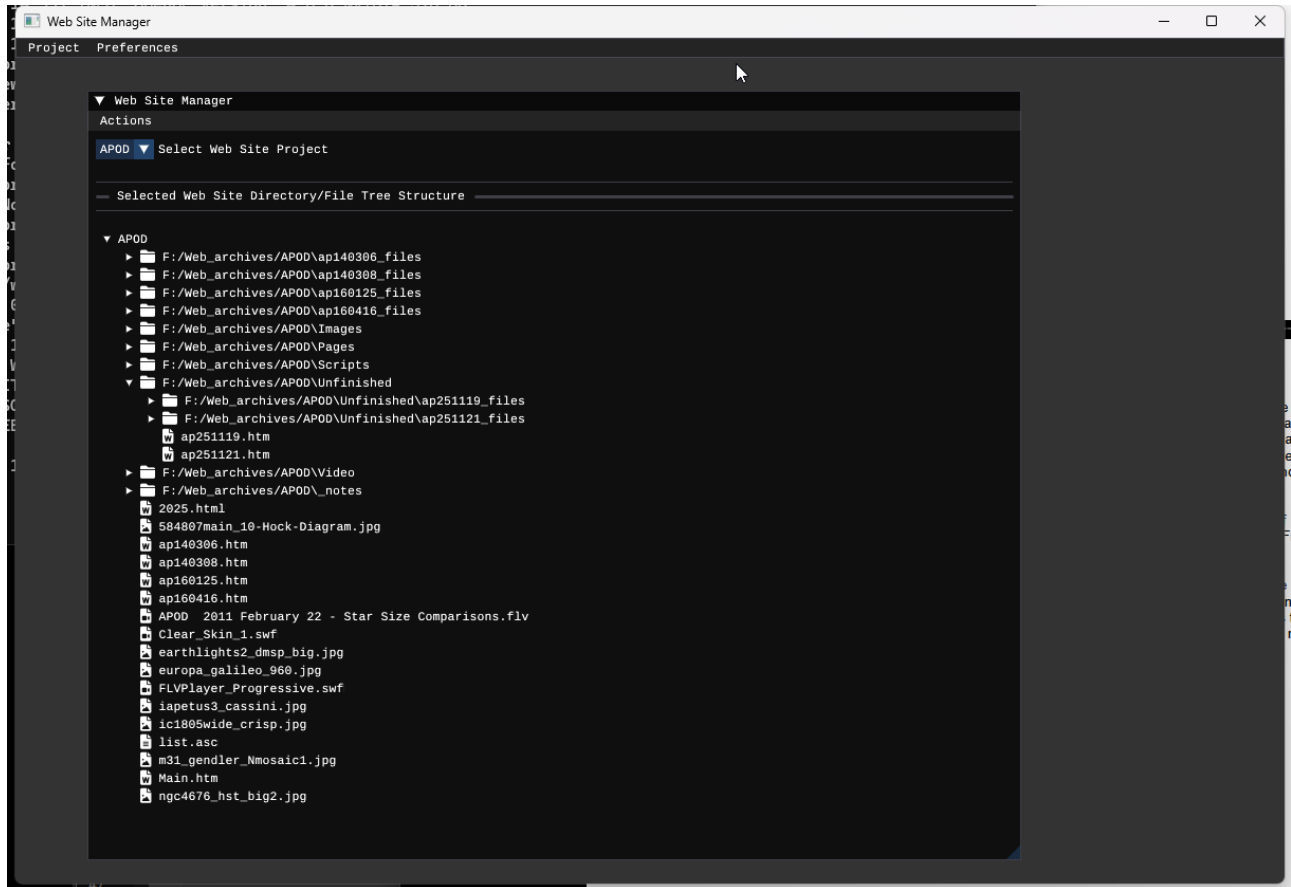 Web Site Manager
Project Preferences
Web Site Manager
Actions
APOD Select Web Site Project
Selected Web Site Directory/File Tree Structure
APOD
F:/Web_archives/APOD\ap140306_files
F:/Web_archives/APOD\ap140308_files
F:/Web_archives/APOD\ap160125_files
F:/Web_archives/APOD\ap160416_files
F:/Web_archives/APOD\Images
F:/Web_archives/APOD\Pages
F:/Web_archives/APOD\Scripts
F:/Web_archives/APOD\Unfinished
F:/Web_archives/APOD\Unfinished\ap251119_files
F:/Web_archives/APOD\Unfinished\ap251121_files
ap251119.htm
ap251121.htm
F:/Web_archives/APOD\Video
F:/Web_archives/APOD\_notes
2025.html
584807main_10-Hock-Diagram.jpg
ap140306.htm
ap140308.htm
ap160125.htm
ap160416.htm
APOD  2011 February 22 - Star Size Comparisons.flv
Clear_Skin_1.swf
earthlights2_dmsp_big.jpg
europa_galileo_960.jpg
FLVPlayer_Progressive.swf
iapetus3_cassini.jpg
ic1805wide_crisp.jpg
list.asc
m31_gendler_Nmosaic1.jpg
Main.htm
ngc4676_hst_big2.jpg